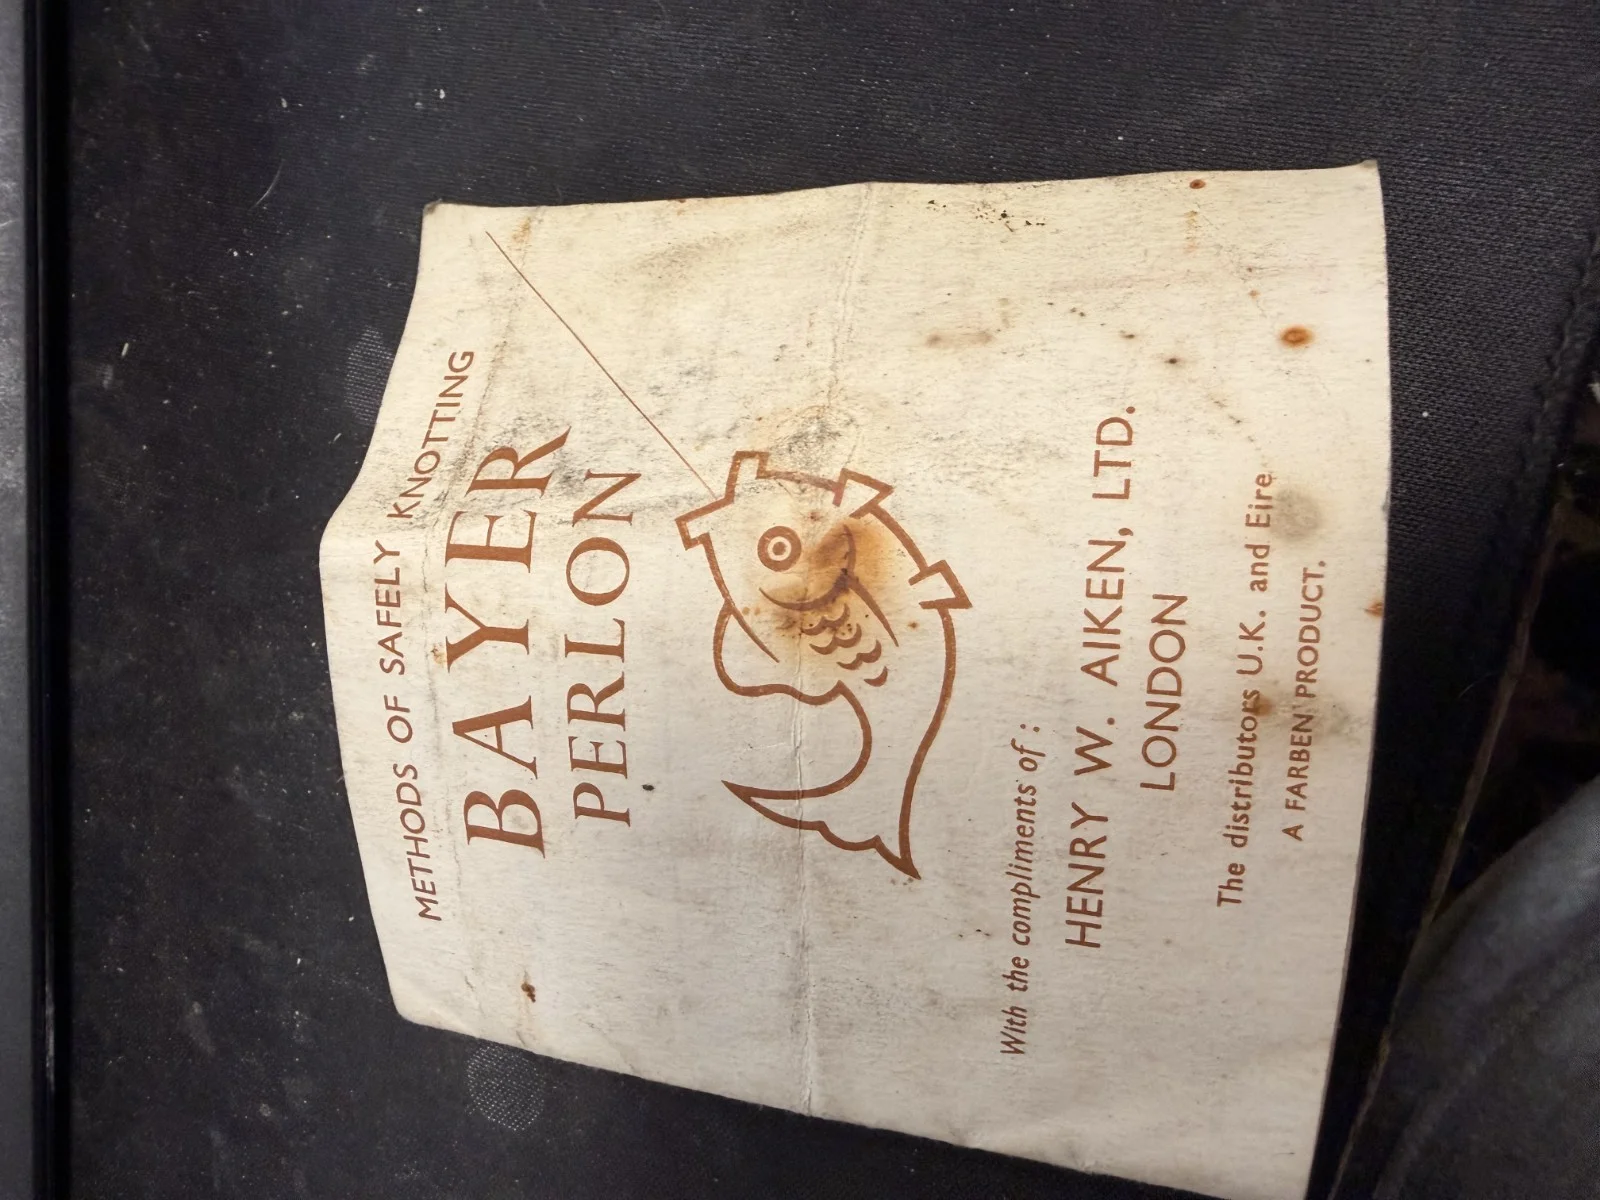 METHODS OF SAFELY KNOTTING
BAYER
PERLON
With the compliments of :
HENRY W. AIKEN, LTD.
LONDON
The distributors U.K. and Eire
A FARBEN PRODUCT.